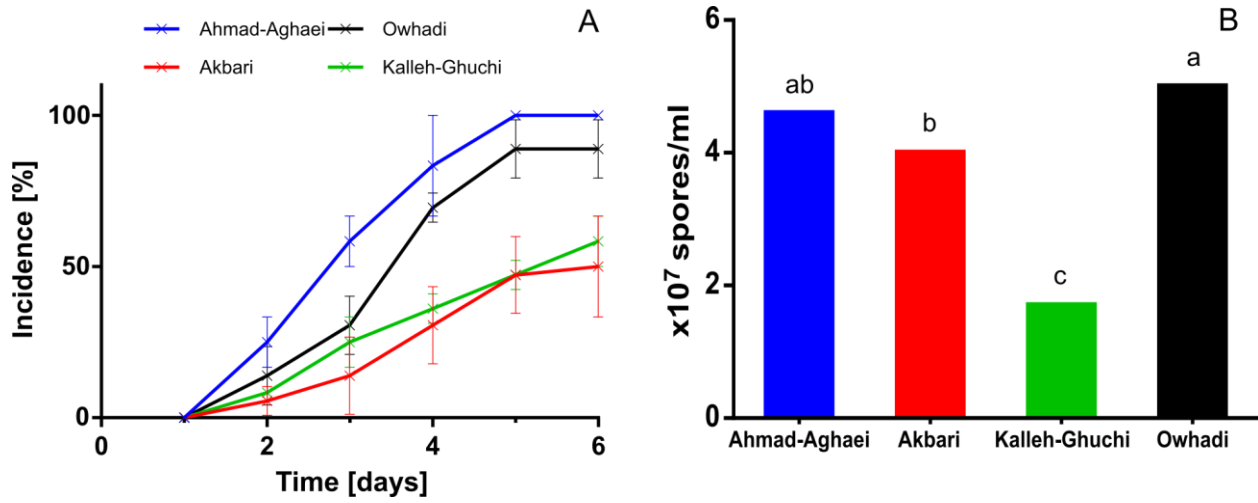 Ahmad-Aghaei Owhadi A
Akbari Kalleh-Ghuchi
Incidence [%]
100
50
0
0 2 4 6
Time [days]
B
x10⁷ spores/ml
6
4
2
0
ab b c a
Ahmad-Aghaei Akbari Kalleh-Ghuchi Owhadi